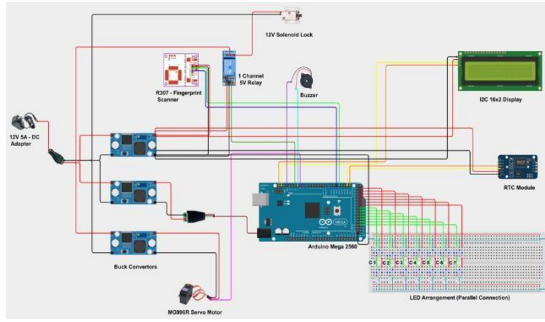 12V Solenoid Lock
R307 - Fingerprint
Scanner
1 Channel
5V Relay
Buzzer
I2C 16x2 Display
12V 5A - DC
Adapter
RTC Module
Arduino Mega 2560
C 1
C 2
C 3
C 4
C 5
C 6
C 7
Buck Convertors
LED Arrangement (Parallel Connection)
MG996R Servo Motor